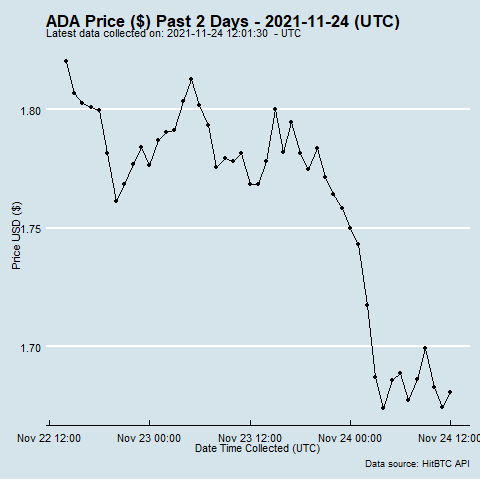 ADA Price ($) Past 2 Days - 2021-11-24 (UTC)
Latest data collected on: 2021-11-24 12:01:30 - UTC
1.80
1.75
1.70
Price USD ($)
Nov 22 12:00 Nov 23 00:00 Nov 23 12:00 Nov 24 00:00 Nov 24 12:00
Date Time Collected (UTC)
Data source: HitBTC API